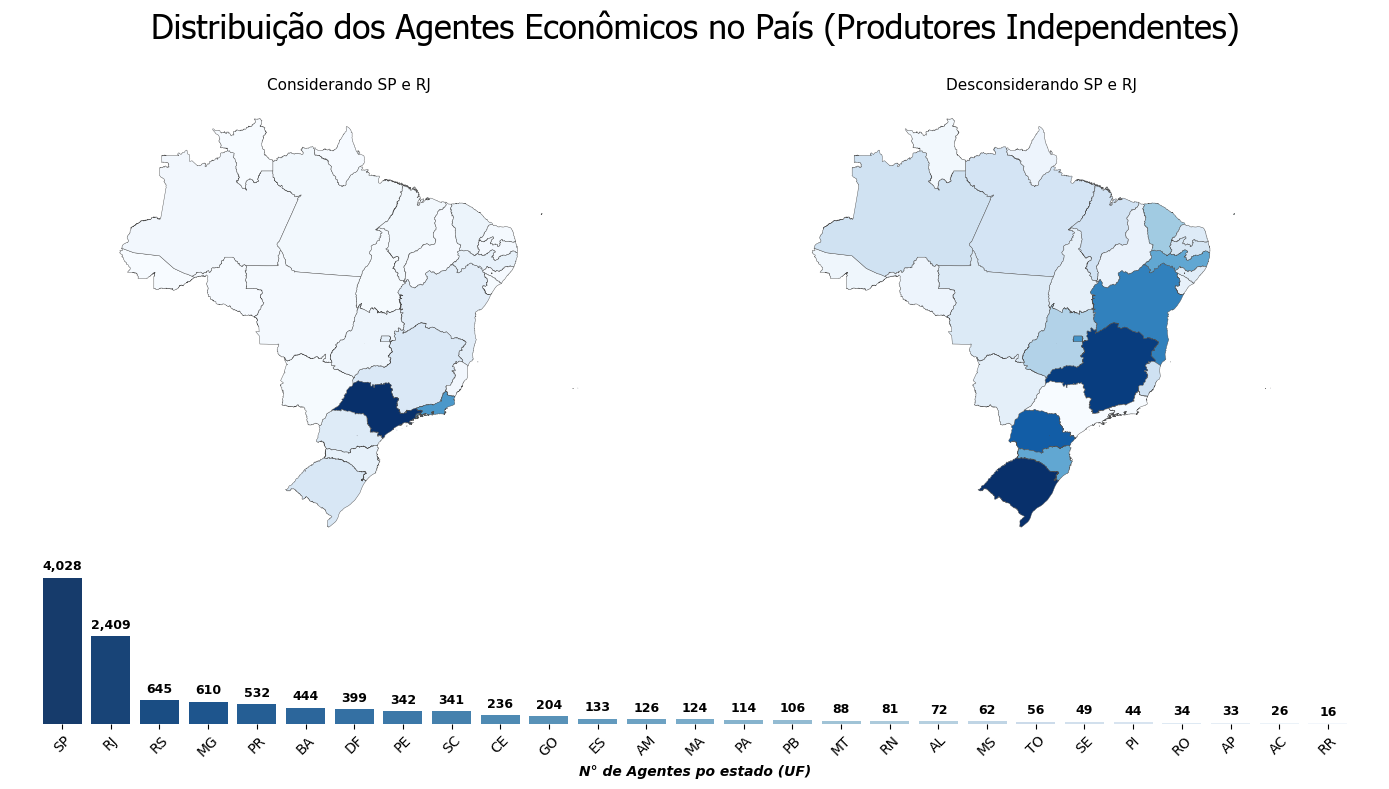 Distribuição dos Agentes Econômicos no País (Produtores Independentes)
Considerando SP e RJ
Desconsiderando SP e RJ
4,028 2,409 645 610 532 444 399 342 341 236 204 133 126 124 114 106 88 81 72 62 56 49 44 34 33 26 16
SP RJ RS MG PR BA DF PE SC CE GO ES AM MA PA PB MT RN AL MS TO SE PI RO AP AC RR
N° de Agentes po estado (UF)